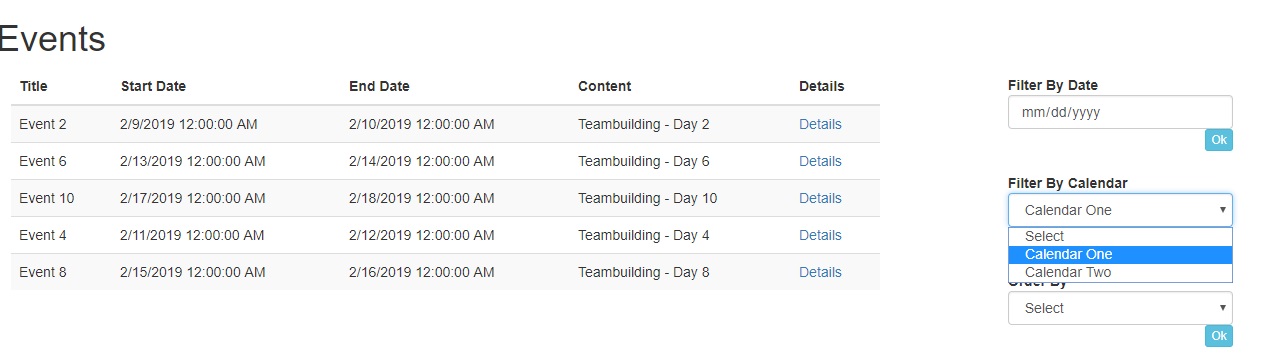 Events
Title Start Date End Date Content Details
Event 2 2/9/2019 12:00:00 AM 2/10/2019 12:00:00 AM Teambuilding - Day 2 Details
Event 6 2/13/2019 12:00:00 AM 2/14/2019 12:00:00 AM Teambuilding - Day 6 Details
Event 10 2/17/2019 12:00:00 AM 2/18/2019 12:00:00 AM Teambuilding - Day 10 Details
Event 4 2/11/2019 12:00:00 AM 2/12/2019 12:00:00 AM Teambuilding - Day 4 Details
Event 8 2/15/2019 12:00:00 AM 2/16/2019 12:00:00 AM Teambuilding - Day 8 Details
Filter By Date
mm/dd/yyyy
Ok
Filter By Calendar
Calendar One
Select
Calendar One
Calendar Two
Order By
Select
Ok